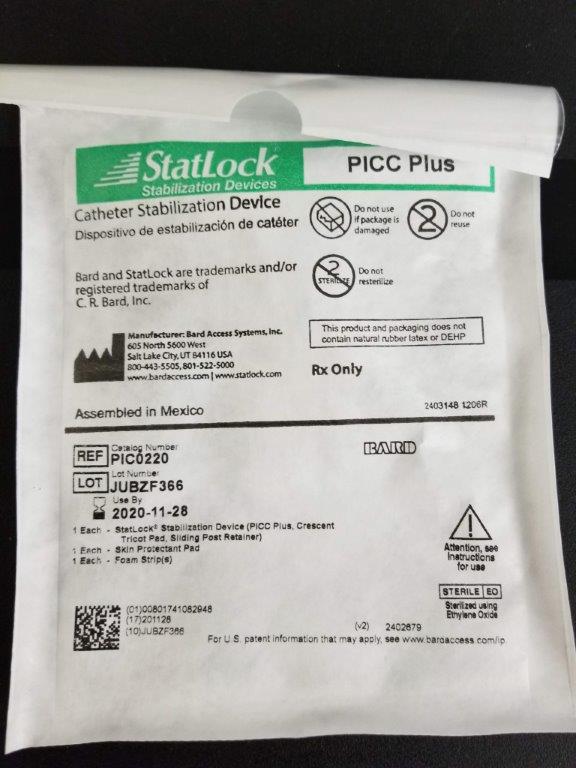 StatLock®
Stabilization Devices
PICC Plus
Catheter Stabilization Device
Dispositivo de estabilización de catéter
Do not use
if package is
damaged
2
Do not
reuse
Bard and StatLock are trademarks and/or
registered trademarks of
C. R. Bard, Inc.
2
STERILIZE
Do not
resterilize
Manufacturer: Bard Access Systems, Inc.
605 North 5600 West
Salt Lake City, UT 84116 USA
800-443-5505, 801-522-5000
www.bardaccess.com | www.statlock.com
This product and packaging does not
contain natural rubber latex or DEHP
Rx Only
Assembled in Mexico
2403148 1206R
Catalog Number
REF PIC0220
BARD
Lot Number
LOT JUBZF366
Use By
2020-11-28
1 Each - StatLock® Stabilization Device (PICC Plus, Crescent
Tricot Pad, Sliding Post Retainer)
1 Each - Skin Protectant Pad
1 Each - Foam Strip(s)
Attention, see
Instructions
for use
STERILE EO
Sterilized using
Ethylene Oxide
(01)00801741082948
(17)201128
(10)JUBZF366
(v2) 2402679
For U.S. patent information that may apply, see www.bardaccess.com/ip.